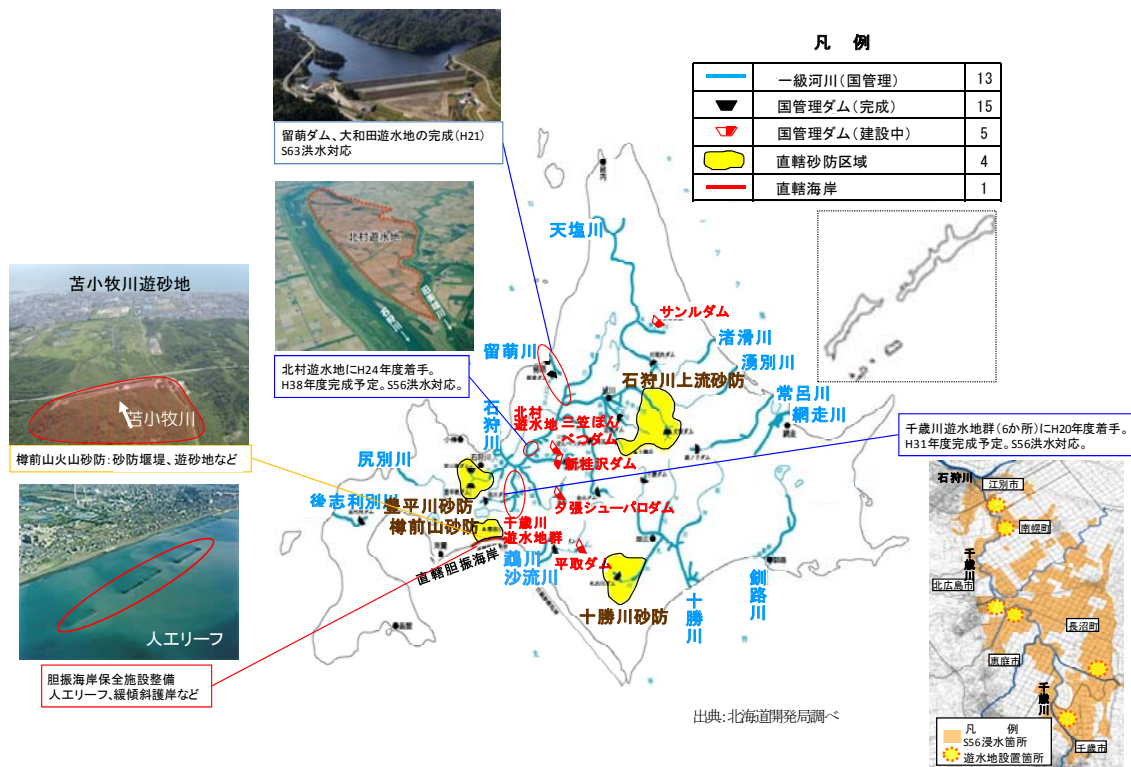 凡 例
一級河川(国管理) 13
国管理ダム(完成) 15
国管理ダム(建設中) 5
直轄砂防区域 4
直轄海岸 1
留萌ダム、大和田遊水地の完成(H21)
S63洪水対応
北村遊水地
石狩川
北村遊水地にH24年度着手。
H38年度完成予定。S56洪水対応。
苫小牧川遊砂地
苫小牧川
樽前山火山砂防:砂防堰堤、遊砂地など
人工リーフ
胆振海岸保全施設整備
人工リーフ、緩傾斜護岸など
天塩川
サンルダム
渚滑川
留萌川
湧別川
石狩川上流砂防
常呂川
網走川
石狩川
北村
遊水地
三笠ぽん
べつダム
新桂沢ダム
尻別川
後志利別川
夕張シューパロダム
豊平川砂防
樽前山砂防
千歳川
遊水地群
直轄胆振海岸
鵡川
沙流川
平取ダム
十勝川砂防
十勝川
釧路川
網走
函館
千歳川遊水地群(6か所)にH20年度着手。
H31年度完成予定。S56洪水対応。
石狩川
江別市
南幌町
千歳川
北広島市
長沼町
恵庭市
千歳川
千歳市
凡 例
S56浸水箇所
遊水地設置箇所
出典:北海道開発局調べ